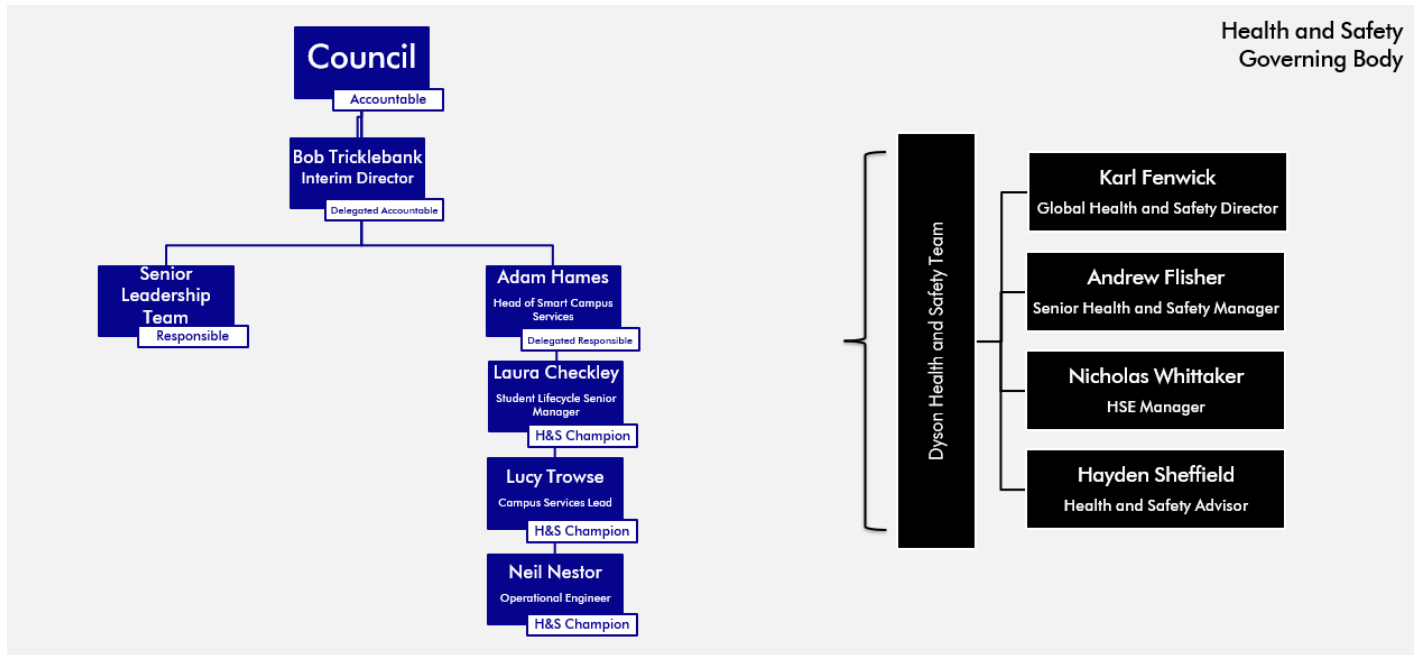 Health and Safety
Governing Body
Council
Accountable
Bob Tricklebank
Interim Director
Delegated Accountable
Senior
Leadership
Team
Responsible
Adam Hames
Head of Smart Campus
Services
Delegated Responsible
Laura Checkley
Student Lifecycle Senior
Manager
H&S Champion
Lucy Trowse
Campus Services Lead
H&S Champion
Neil Nestor
Operational Engineer
H&S Champion
Dyson Health and Safety Team
Karl Fenwick
Global Health and Safety Director
Andrew Flisher
Senior Health and Safety Manager
Nicholas Whittaker
HSE Manager
Hayden Sheffield
Health and Safety Advisor